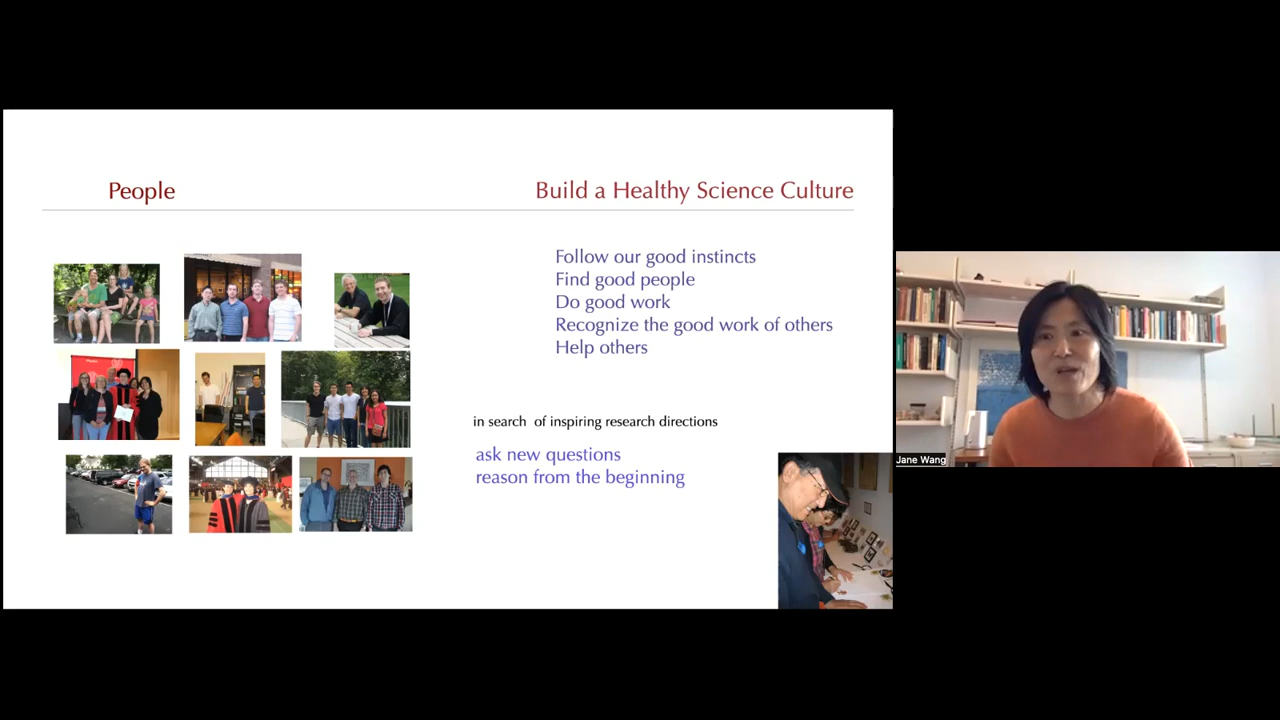 People
Build a Healthy Science Culture
Follow our good instincts
Find good people
Do good work
Recognize the good work of others
Help others
in search of inspiring research directions
ask new questions
reason from the beginning
Jane Wang